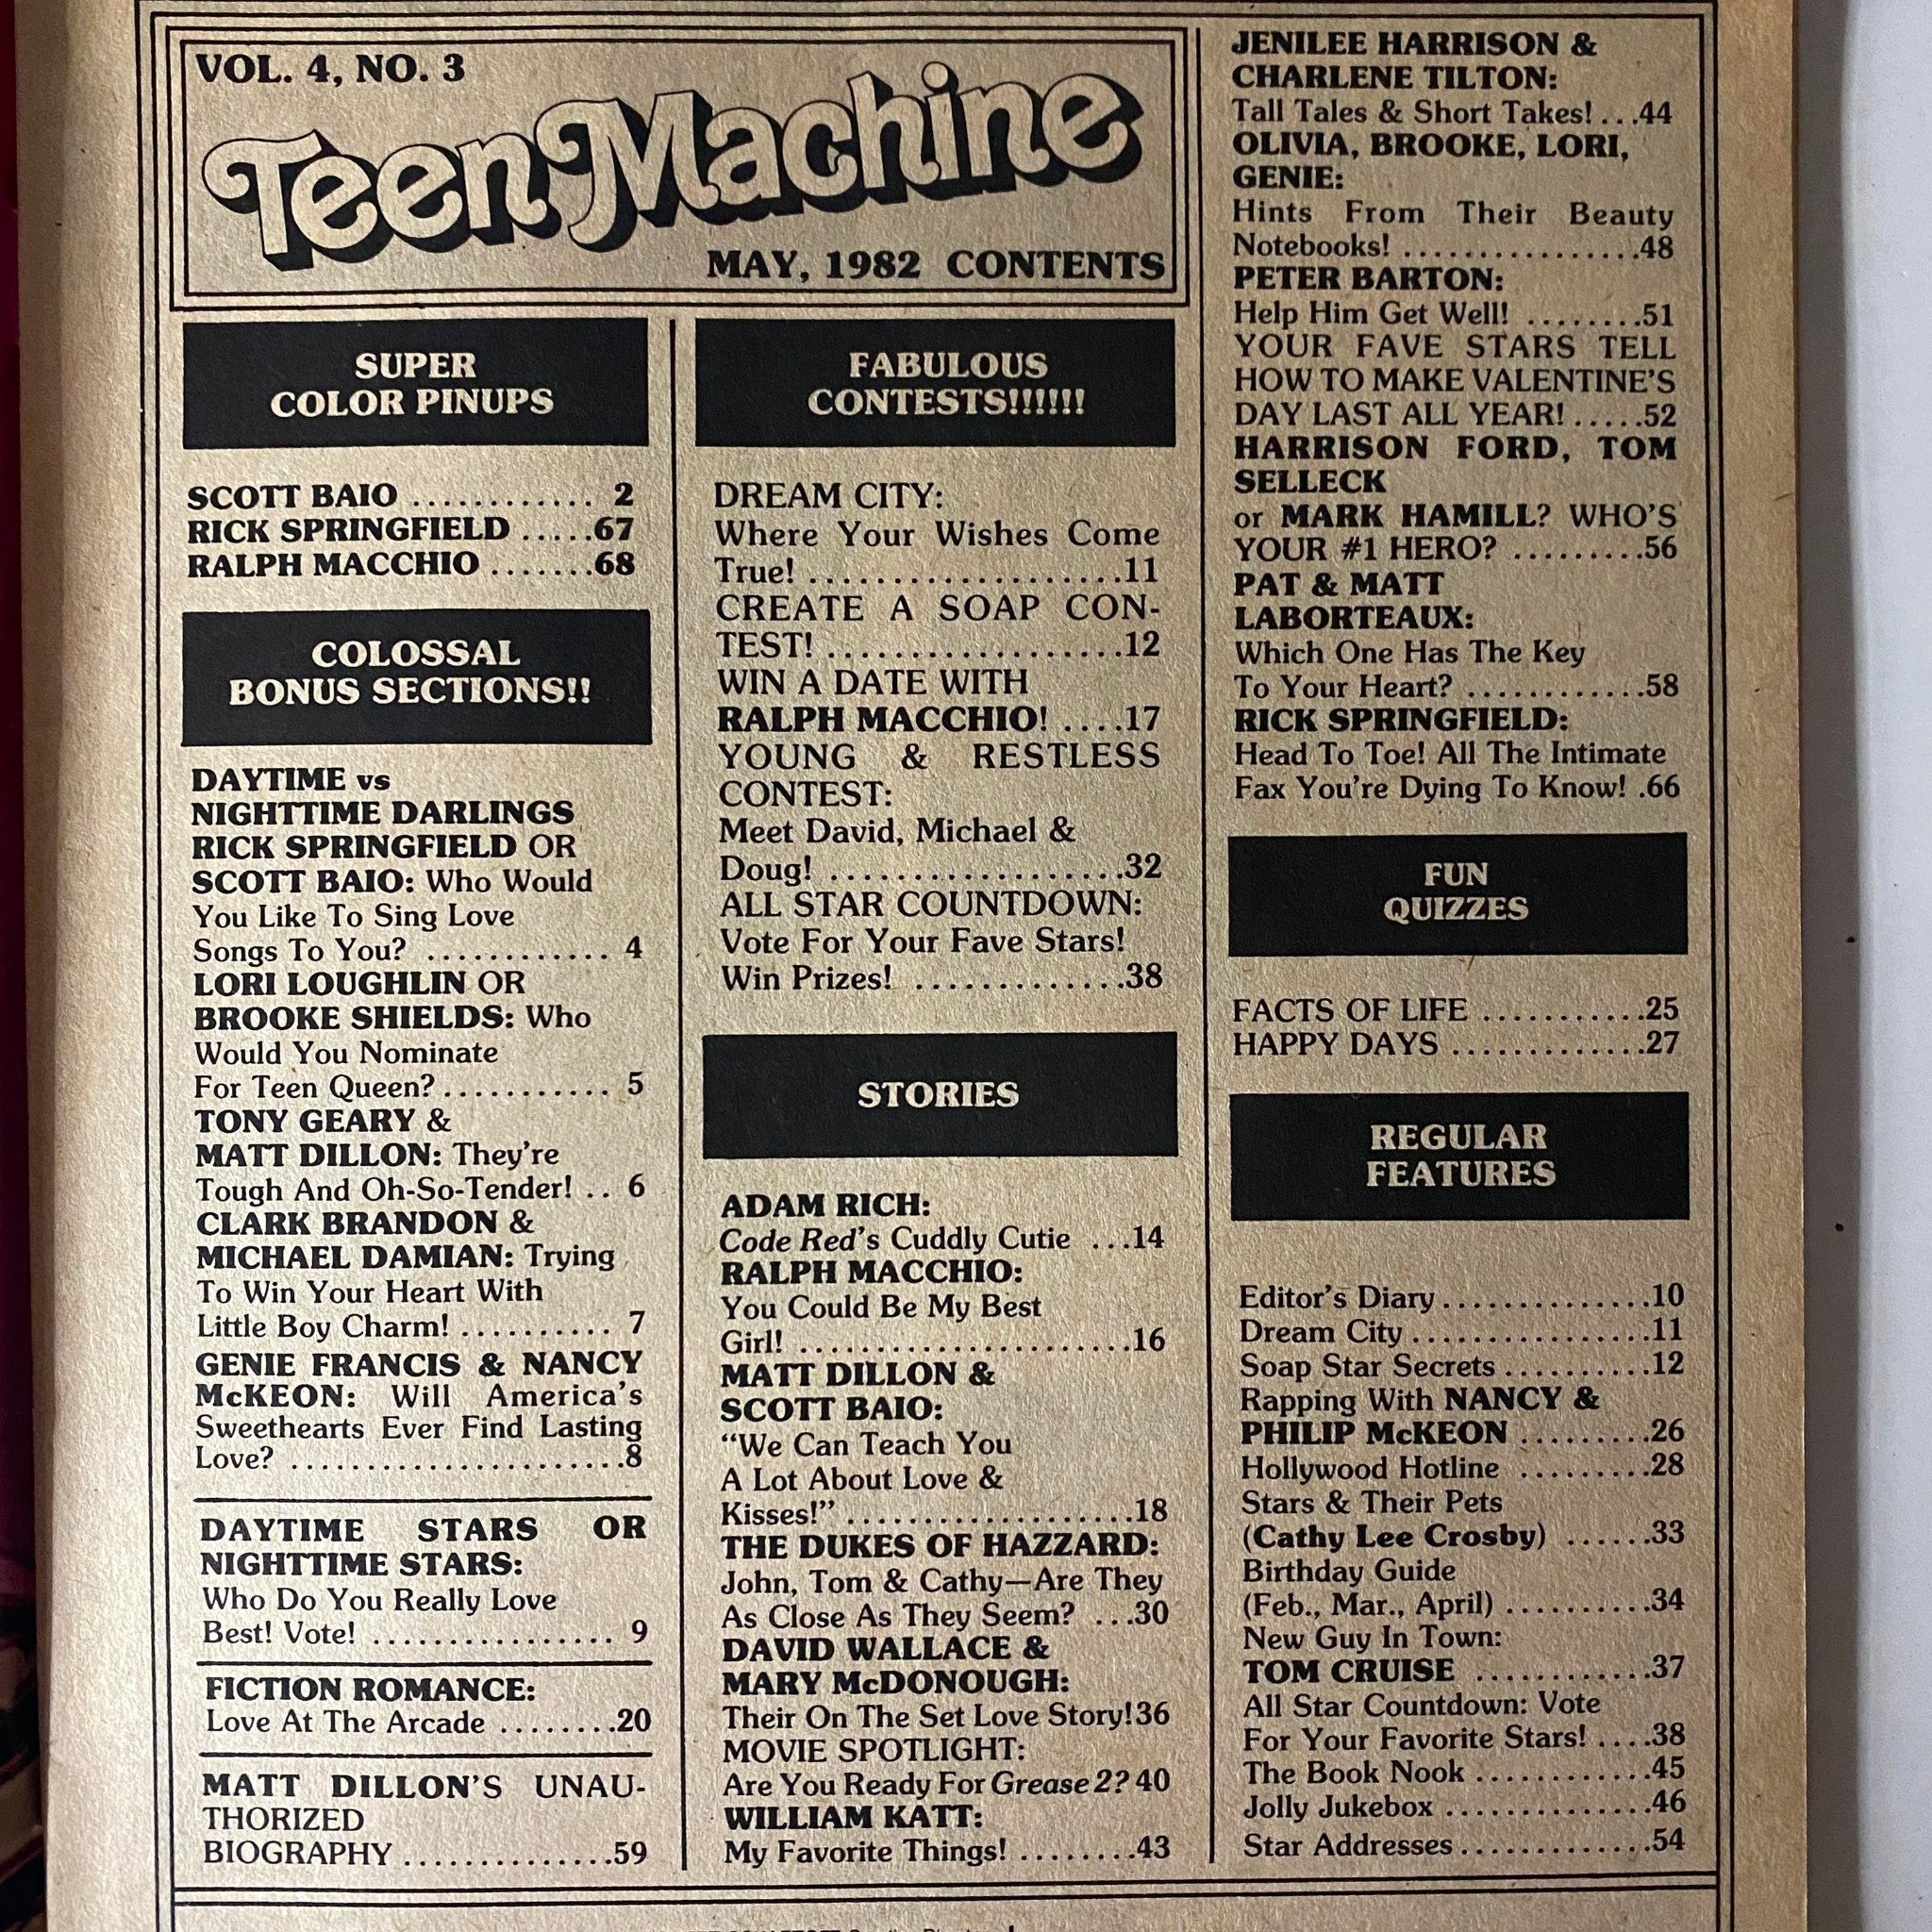 VOL. 4, NO. 3
Teen Machine
MAY, 1982 CONTENTS
SUPER
COLOR PINUPS
SCOTT BAIO ............ 2
RICK SPRINGFIELD .....67
RALPH MACCHIO .......68
COLOSSAL
BONUS SECTIONS!!
DAYTIME vs
NIGHTTIME DARLINGS
RICK SPRINGFIELD OR
SCOTT BAIO: Who Would
You Like To Sing Love
Songs To You? ............ 4
LORI LOUGHLIN OR
BROOKE SHIELDS: Who
Would You Nominate
For Teen Queen?........... 5
TONY GEARY &
MATT DILLON: They're
Tough And Oh-So-Tender! .. 6
CLARK BRANDON &
MICHAEL DAMIAN: Trying
To Win Your Heart With
Little Boy Charm! .......... 7
GENIE FRANCIS & NANCY
McKEON: Will America's
Sweethearts Ever Find Lasting
Love? ......................8
DAYTIME STARS OR
NIGHTTIME STARS:
Who Do You Really Love
Best! Vote! ................ 9
FICTION ROMANCE:
Love At The Arcade ........20
MATT DILLON'S UNAU-
THORIZED
BIOGRAPHY ..............59
FABULOUS
CONTESTS!!!!!!
DREAM CITY:
Where Your Wishes Come
True! .....................11
CREATE A SOAP CON-
TEST! ...................12
WIN A DATE WITH
RALPH MACCHIO! ....17
YOUNG & RESTLESS
CONTEST:
Meet David, Michael &
Doug! ....................32
ALL STAR COUNTDOWN:
Vote For Your Fave Stars!
Win Prizes! ..............38
STORIES
ADAM RICH:
Code Red's Cuddly Cutie ...14
RALPH MACCHIO:
You Could Be My Best
Girl! ......................16
MATT DILLON &
SCOTT BAIO:
“We Can Teach You
A Lot About Love &
Kisses!” ...................18
THE DUKES OF HAZZARD:
John, Tom & Cathy—Are They
As Close As They Seem? ...30
DAVID WALLACE &
MARY McDONOUGH:
Their On The Set Love Story!36
MOVIE SPOTLIGHT:
Are You Ready For Grease 2? 40
WILLIAM KATT:
My Favorite Things! ........43
JENILEE HARRISON &
CHARLENE TILTON:
Tall Tales & Short Takes! ...44
OLIVIA, BROOKE, LORI,
GENIE:
Hints From Their Beauty
Notebooks! ................48
PETER BARTON:
Help Him Get Well! ........51
YOUR FAVE STARS TELL
HOW TO MAKE VALENTINE'S
DAY LAST ALL YEAR! .....52
HARRISON FORD, TOM
SELLECK
or MARK HAMILL? WHO'S
YOUR #1 HERO? .........56
PAT & MATT
LABORTEAUX:
Which One Has The Key
To Your Heart? ............58
RICK SPRINGFIELD:
Head To Toe! All The Intimate
Fax You're Dying To Know! .66
FUN
QUIZZES
FACTS OF LIFE ...........25
HAPPY DAYS .............27
REGULAR
FEATURES
Editor's Diary..............10
Dream City................11
Soap Star Secrets ..........12
Rapping With NANCY &
PHILIP McKEON .........26
Hollywood Hotline .........28
Stars & Their Pets
(Cathy Lee Crosby) ......33
Birthday Guide
(Feb., Mar., April) ..........34
New Guy In Town:
TOM CRUISE ............37
All Star Countdown: Vote
For Your Favorite Stars! ....38
The Book Nook ............45
Jolly Jukebox ..............46
Star Addresses.............54